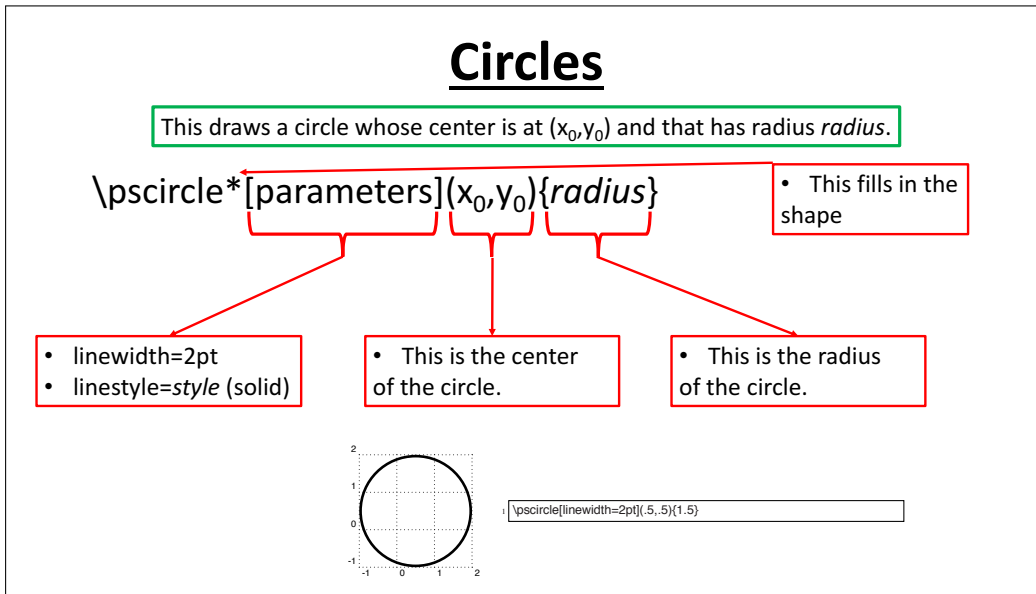 Circles
This draws a circle whose center is at (x₀,y₀) and that has radius radius.
\pscircle*[parameters](x₀,y₀){radius}
• This fills in the
shape
• linewidth=2pt
• linestyle=style (solid)
• This is the center
of the circle.
• This is the radius
of the circle.
2
1
0
-1
-1 0 1 2
1 \pscircle[linewidth=2pt](.5,.5){1.5}